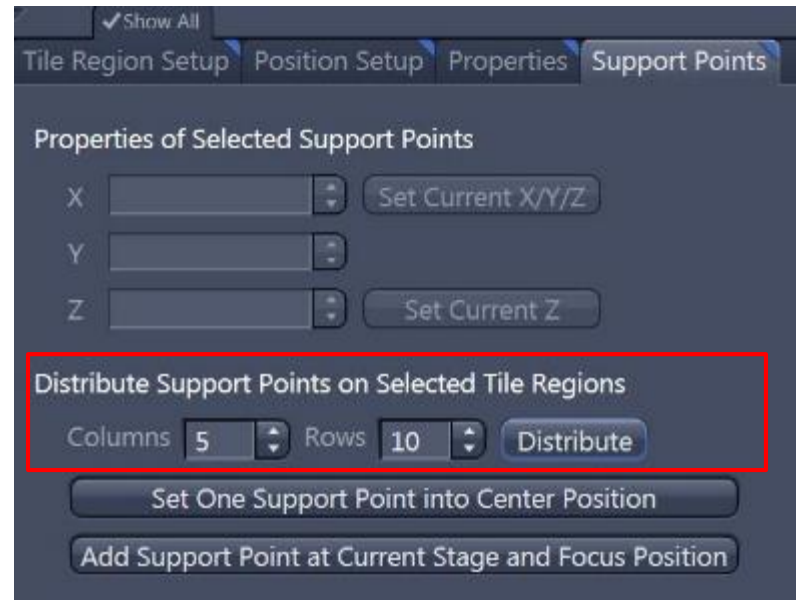 ✓Show All
Tile Region Setup Position Setup Properties Support Points
Properties of Selected Support Points
X Set Current X/Y/Z
Y
Z Set Current Z
Distribute Support Points on Selected Tile Regions
Columns 5 Rows 10 Distribute
Set One Support Point into Center Position
Add Support Point at Current Stage and Focus Position